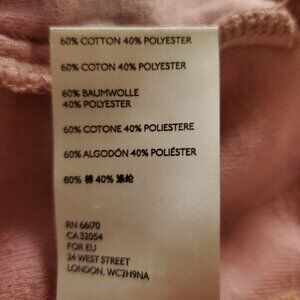 60% COTTON 40% POLYESTER
60% COTON 40% POLYESTER
60% BAUMWOLLE
40% POLYESTER
60% COTONE 40% POLIESTERE
60% ALGODÓN 40% POLIÉSTER
60% 棉 40% 涤纶
RN 66170
CA 32054
FOR EU
24 WEST STREET
LONDON, WC2H9NA